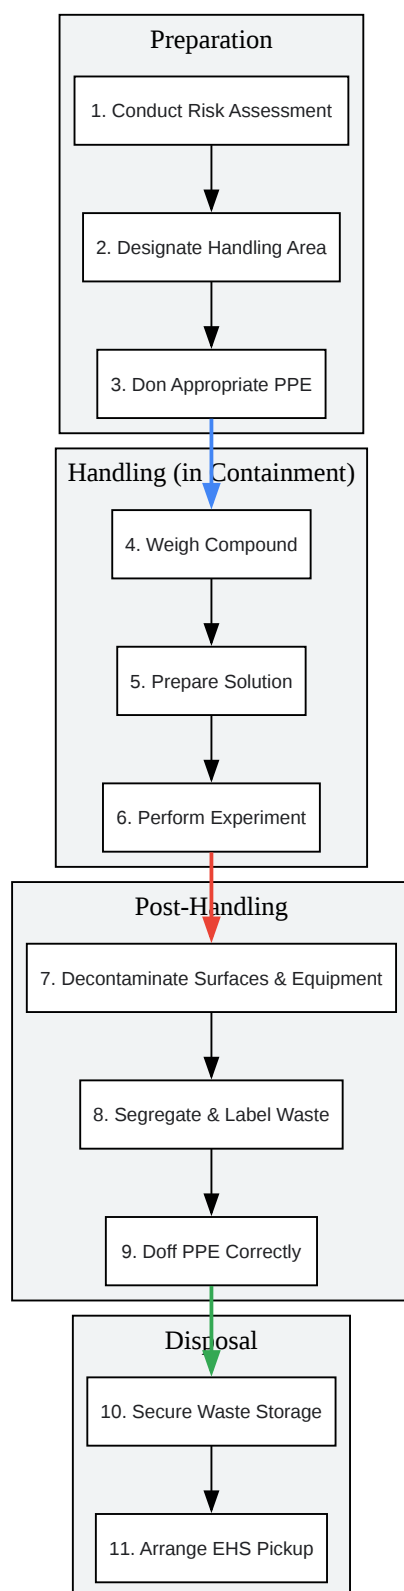 Preparation
1. Conduct Risk Assessment
2. Designate Handling Area
3. Don Appropriate PPE
Handling (in Containment)
4. Weigh Compound
5. Prepare Solution
6. Perform Experiment
Post-Handling
7. Decontaminate Surfaces & Equipment
8. Segregate & Label Waste
9. Doff PPE Correctly
Disposal
10. Secure Waste Storage
11. Arrange EHS Pickup